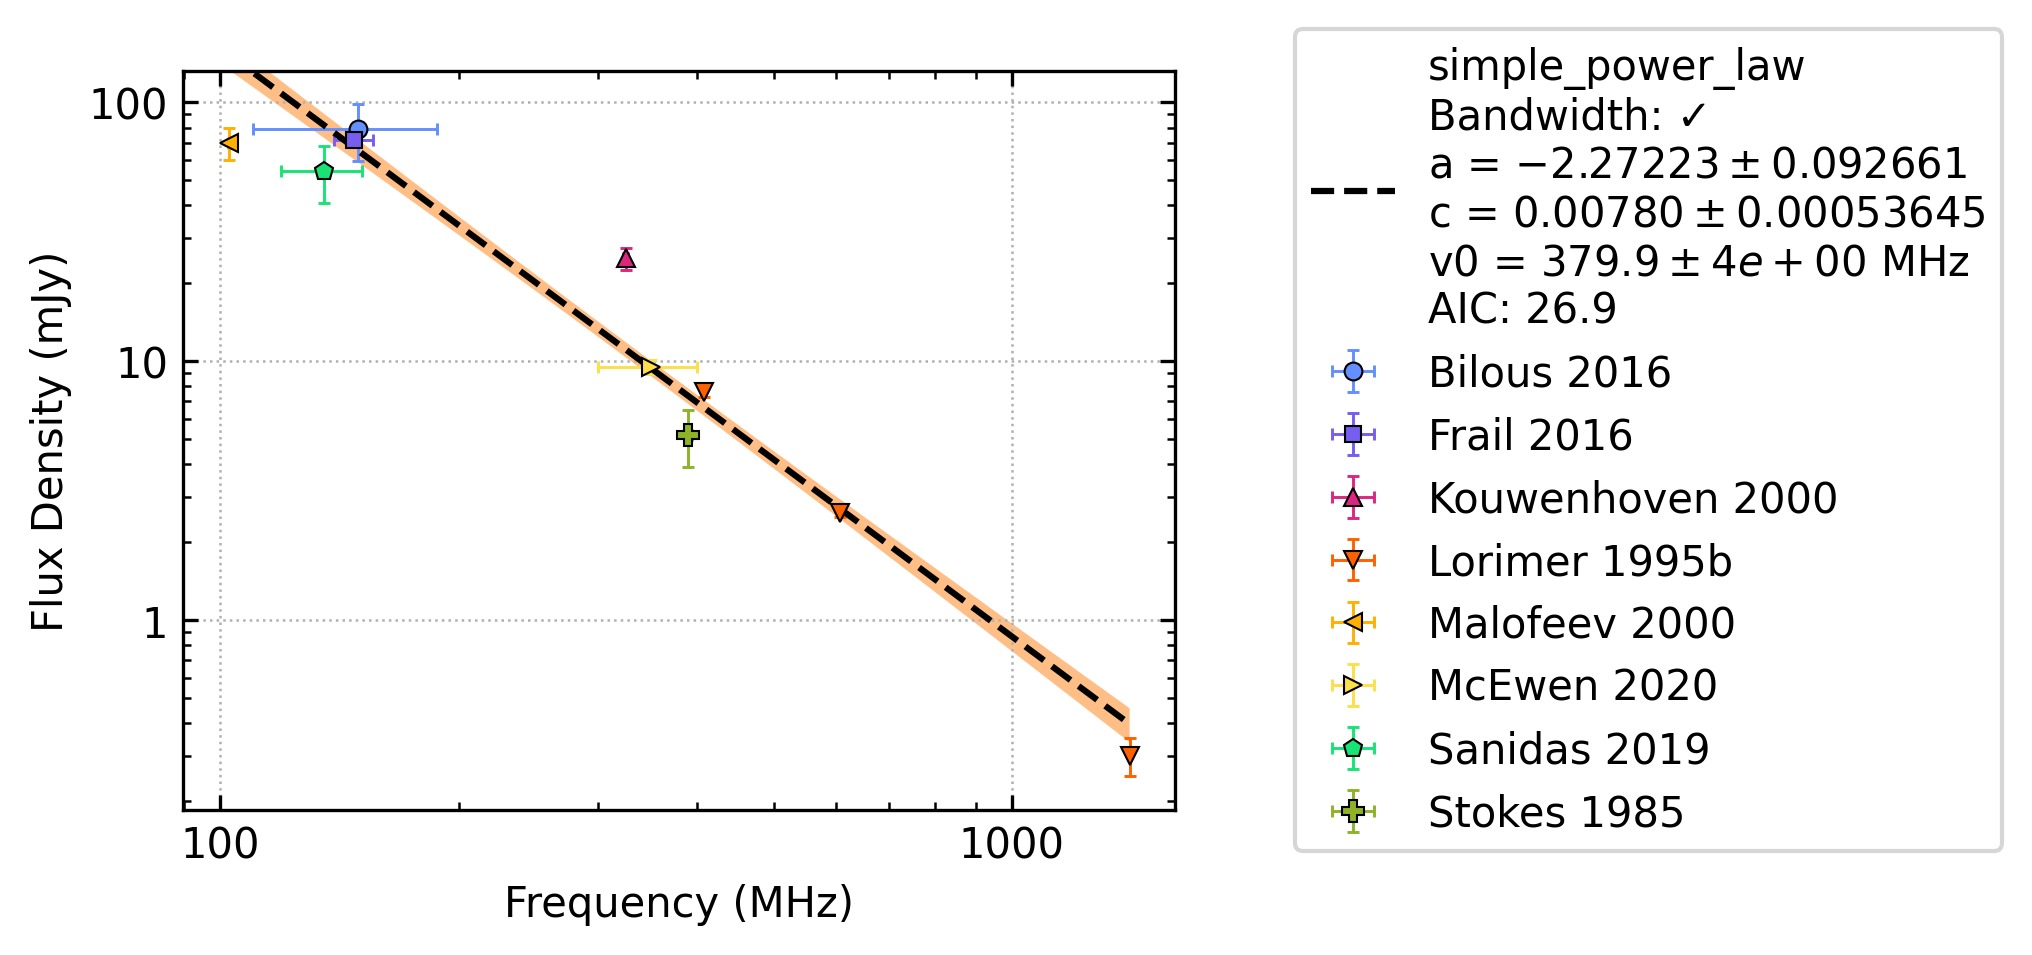 100
10
1
Flux Density (mJy)
100
1000
Frequency (MHz)
simple_power_law
Bandwidth: ✓
a = −2.27223 ± 0.092661
c = 0.00780 ± 0.00053645
v0 = 379.9 ± 4e + 00 MHz
AIC: 26.9
Bilous 2016
Frail 2016
Kouwenhoven 2000
Lorimer 1995b
Malofeev 2000
McEwen 2020
Sanidas 2019
Stokes 1985